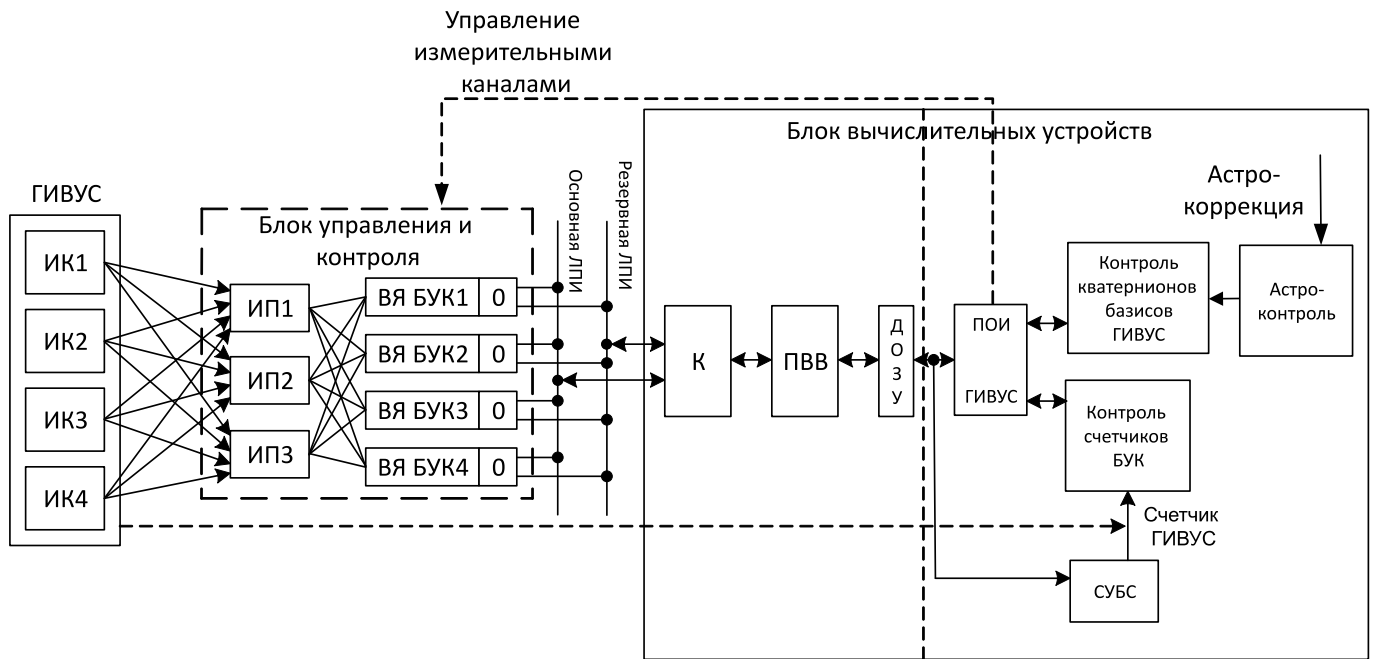 Управление
измерительными
каналами
Блок вычислительных устройств
ГИВУС
ИК1
ИК2
ИК3
ИК4
Блок управления и
контроля
ИП1
ИП2
ИП3
ВЯ БУК1 0
ВЯ БУК2 0
ВЯ БУК3 0
ВЯ БУК4 0
Основная ЛПИ
Резервная ЛПИ
К
ПВВ
Д
О
З
У
ПОИ
ГИВУС
Астро-
коррекция
Контроль
кватернионов
базисов
ГИВУС
Астро-
контроль
Контроль
счетчиков
БУК
Счетчик
ГИВУС
СУБС